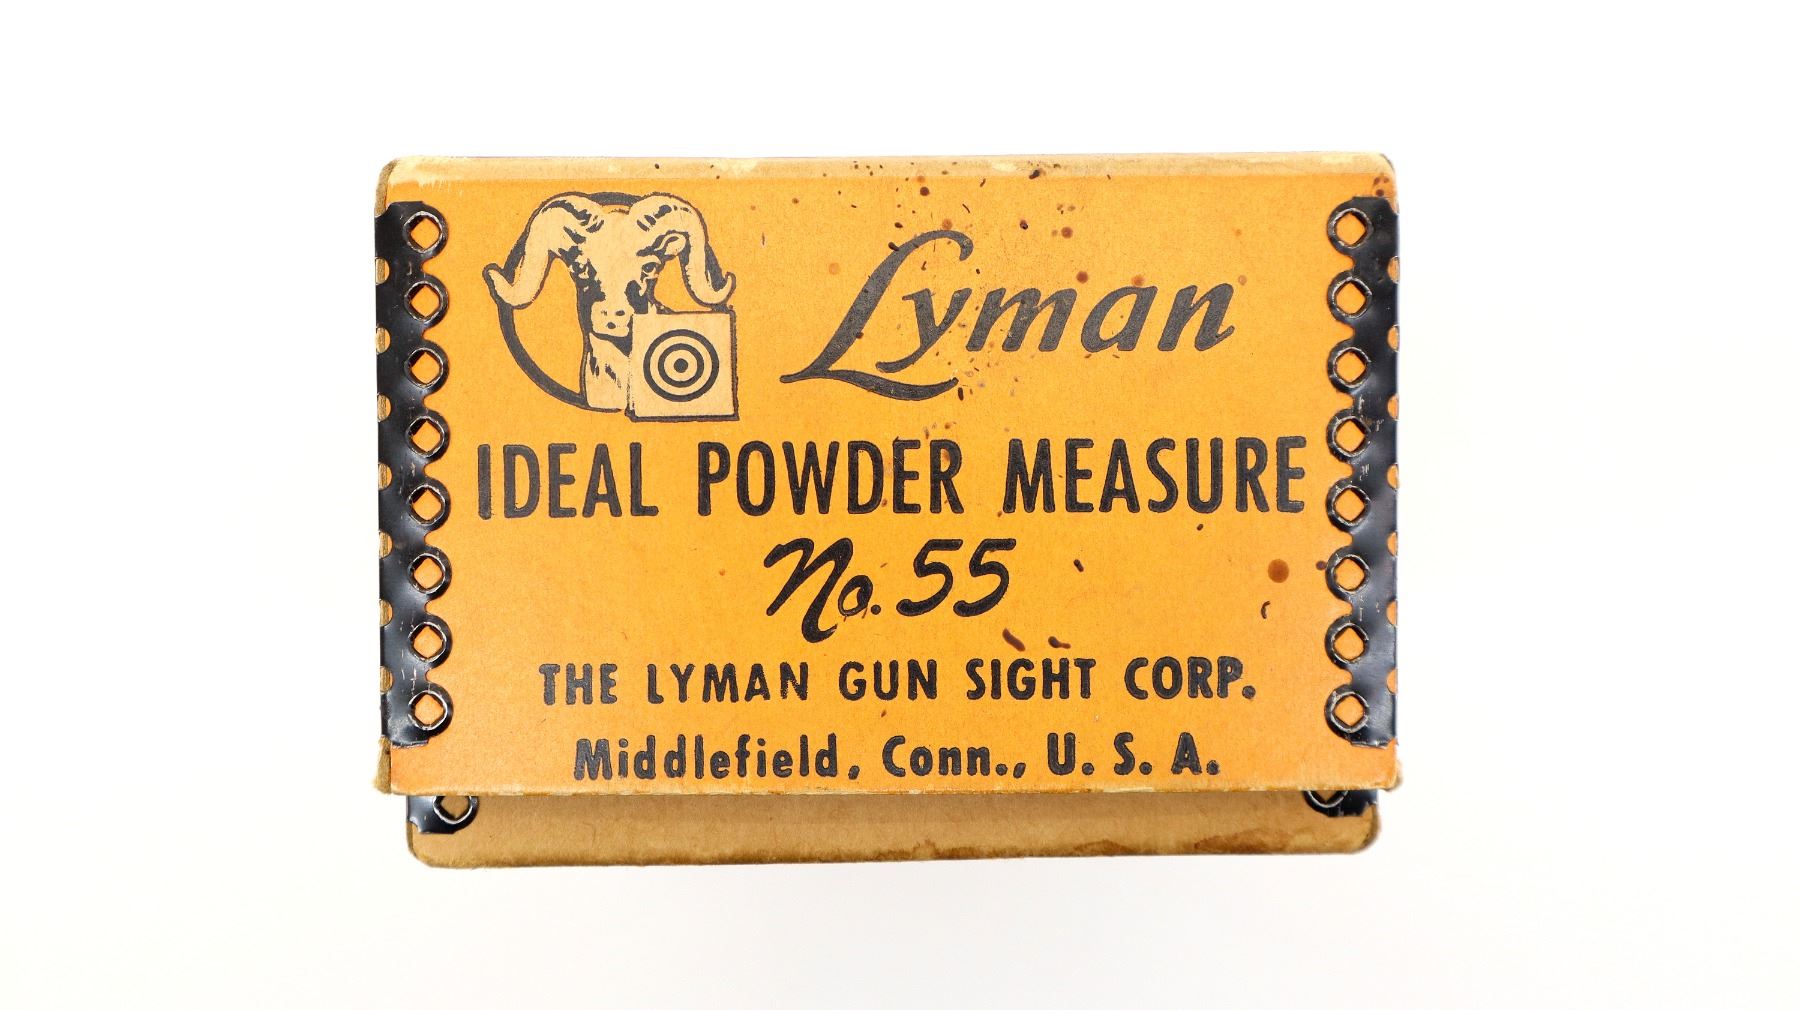 Lyman
IDEAL POWDER MEASURE
No. 55
THE LYMAN GUN SIGHT CORP.
Middlefield, Conn., U. S. A.